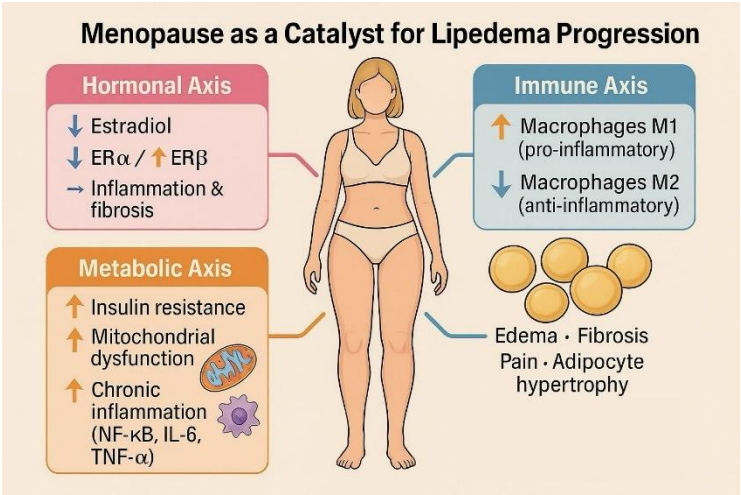 Menopause as a Catalyst for Lipedema Progression
Hormonal Axis
↓ Estradiol
↓ ERα / ↑ ERβ
→ Inflammation &
fibrosis
Immune Axis
↑ Macrophages M1
(pro-inflammatory)
↓ Macrophages M2
(anti-inflammatory)
Metabolic Axis
↑ Insulin resistance
↑ Mitochondrial
dysfunction
↑ Chronic
inflammation
(NF-κB, IL-6,
TNF-α)
Edema · Fibrosis
Pain · Adipocyte
hypertrophy